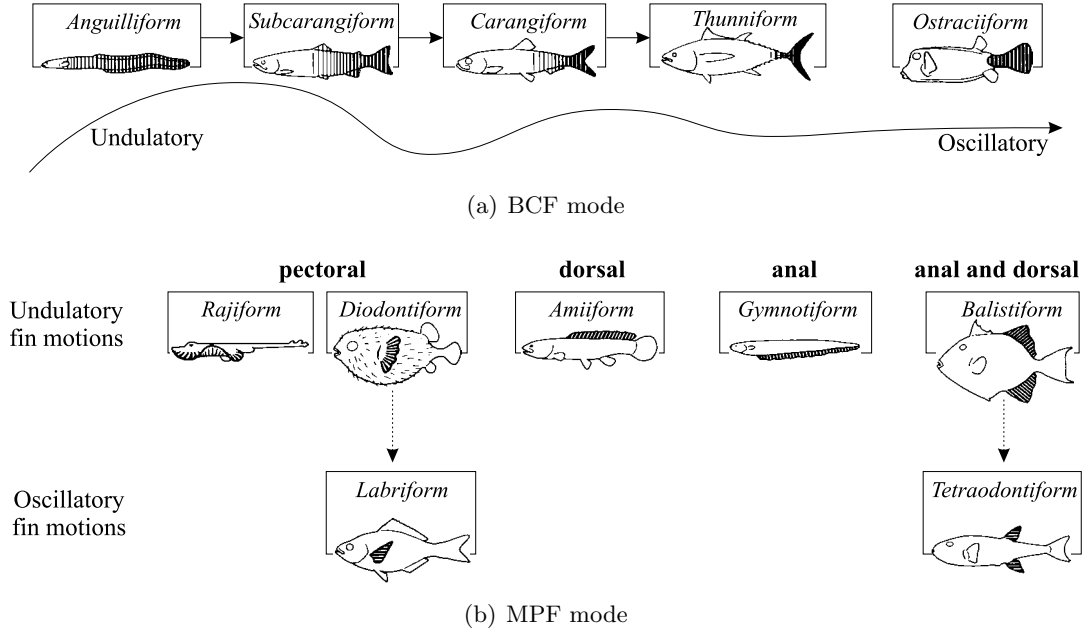 Anguilliform Subcarangiform Carangiform Thunniform Ostraciiform
Undulatory
Oscillatory
(a) BCF mode
pectoral dorsal anal anal and dorsal
Undulatory
fin motions
Rajiform Diodontiform Amiiform Gymnotiform Balistiform
Oscillatory
fin motions
Labriform Tetraodontiform
(b) MPF mode